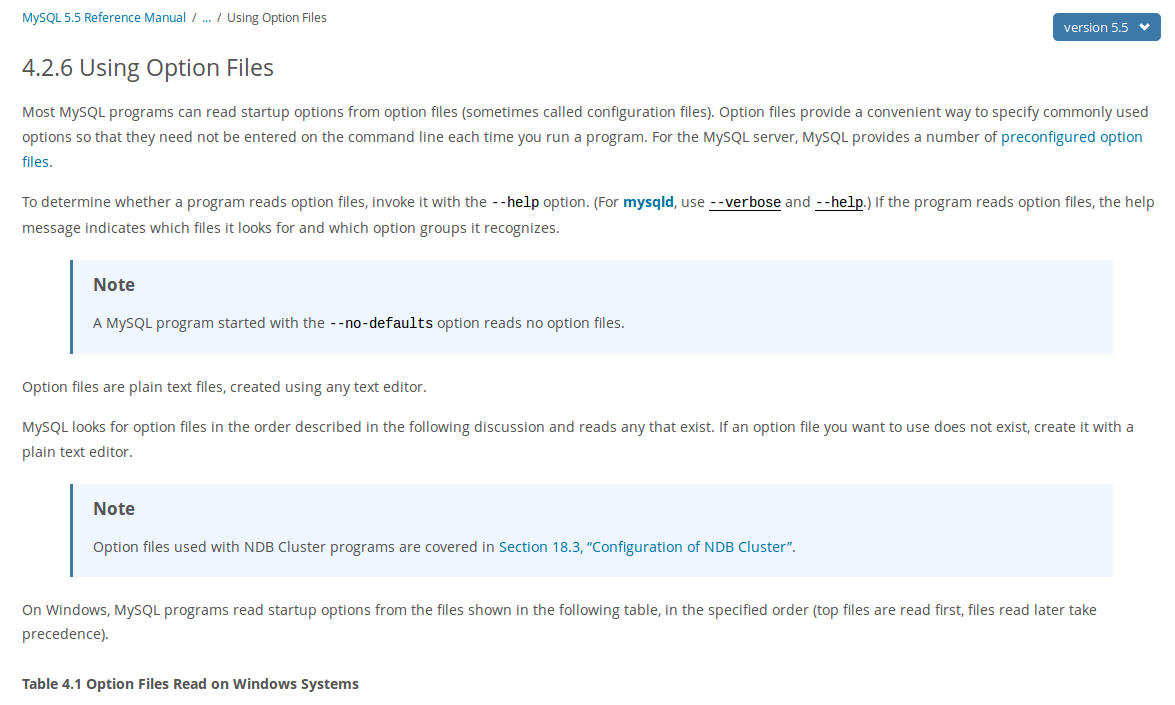 MySQL 5.5 Reference Manual / ... / Using Option Files
version 5.5
4.2.6 Using Option Files
Most MySQL programs can read startup options from option files (sometimes called configuration files). Option files provide a convenient way to specify commonly used
options so that they need not be entered on the command line each time you run a program. For the MySQL server, MySQL provides a number of preconfigured option
files.
To determine whether a program reads option files, invoke it with the --help option. (For mysqld, use --verbose and --help.) If the program reads option files, the help
message indicates which files it looks for and which option groups it recognizes.
Note
A MySQL program started with the --no-defaults option reads no option files.
Option files are plain text files, created using any text editor.
MySQL looks for option files in the order described in the following discussion and reads any that exist. If an option file you want to use does not exist, create it with a
plain text editor.
Note
Option files used with NDB Cluster programs are covered in Section 18.3, “Configuration of NDB Cluster”.
On Windows, MySQL programs read startup options from the files shown in the following table, in the specified order (top files are read first, files read later take
precedence).
Table 4.1 Option Files Read on Windows Systems